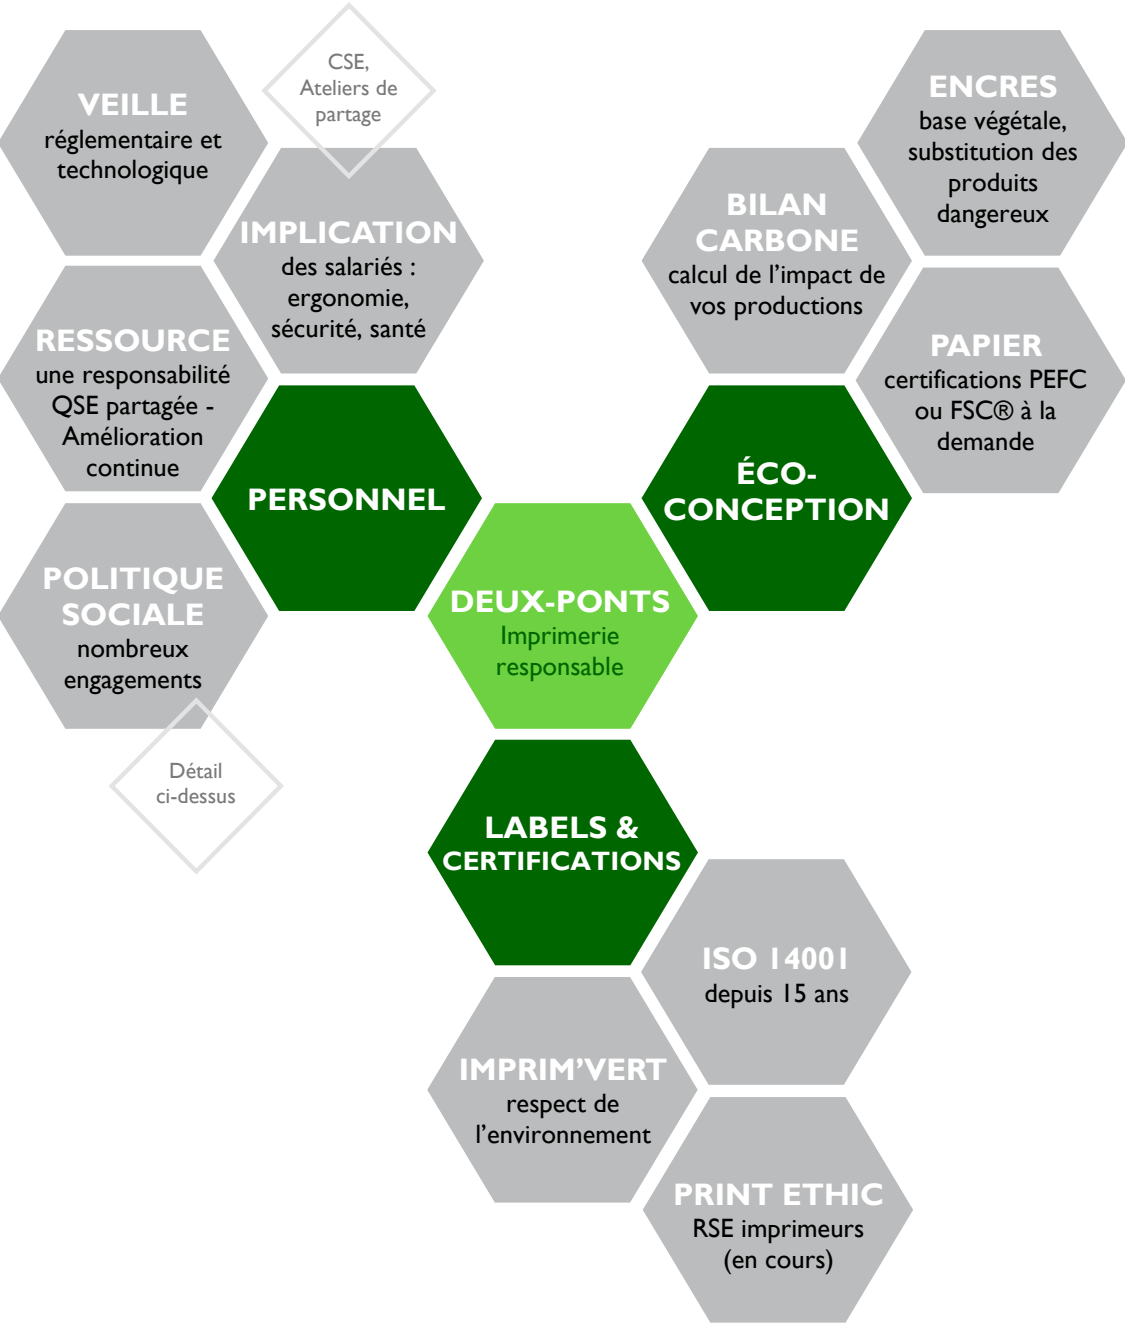 CSE,
Ateliers de
partage
VEILLE
réglementaire et
technologique
IMPLICATION
des salariés :
ergonomie,
sécurité, santé
RESSOURCE
une responsabilité
QSE partagée -
Amélioration
continue
PERSONNEL
POLITIQUE
SOCIALE
nombreux
engagements
Détail
ci-dessus
ENCRES
base végétale,
substitution des
produits
dangereux
BILAN
CARBONE
calcul de l’impact de
vos productions
PAPIER
certifications PEFC
ou FSC® à la
demande
ÉCO-
CONCEPTION
DEUX-PONTS
Imprimerie
responsable
LABELS &
CERTIFICATIONS
ISO 14001
depuis 15 ans
IMPRIM’VERT
respect de
l’environnement
PRINT ETHIC
RSE imprimeurs
(en cours)